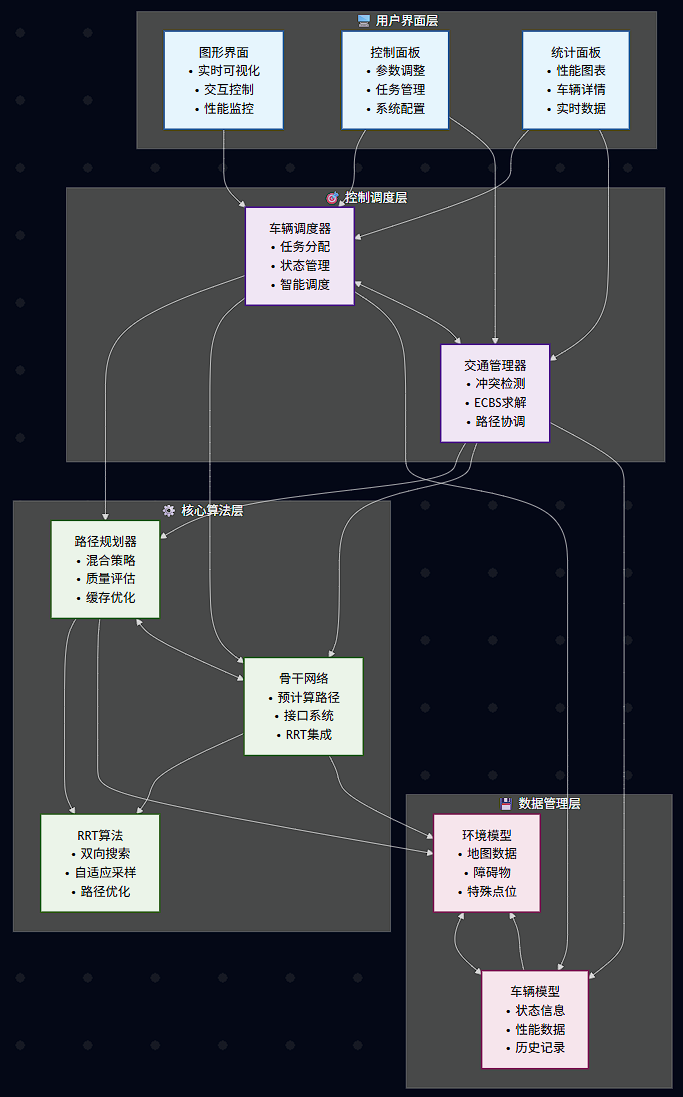 用户界面层
图形界面
• 实时可视化
• 交互控制
• 性能监控
控制面板
• 参数调整
• 任务管理
• 系统配置
统计面板
• 性能图表
• 车辆详情
• 实时数据
控制调度层
车辆调度器
• 任务分配
• 状态管理
• 智能调度
交通管理器
• 冲突检测
• ECBS求解
• 路径协调
核心算法层
路径规划器
• 混合策略
• 质量评估
• 缓存优化
骨干网络
• 预计算路径
• 接口系统
• RRT集成
RRT算法
• 双向搜索
• 自适应采样
• 路径优化
数据管理层
环境模型
• 地图数据
• 障碍物
• 特殊点位
车辆模型
• 状态信息
• 性能数据
• 历史记录